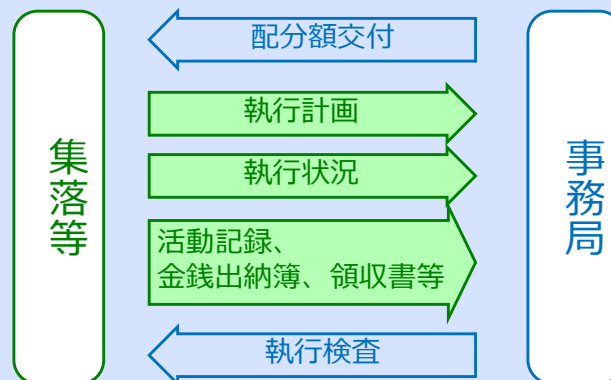 配分額交付
執行計画
執行状況
活動記録、
金銭出納簿、領収書等
執行検査
集落等
事務局